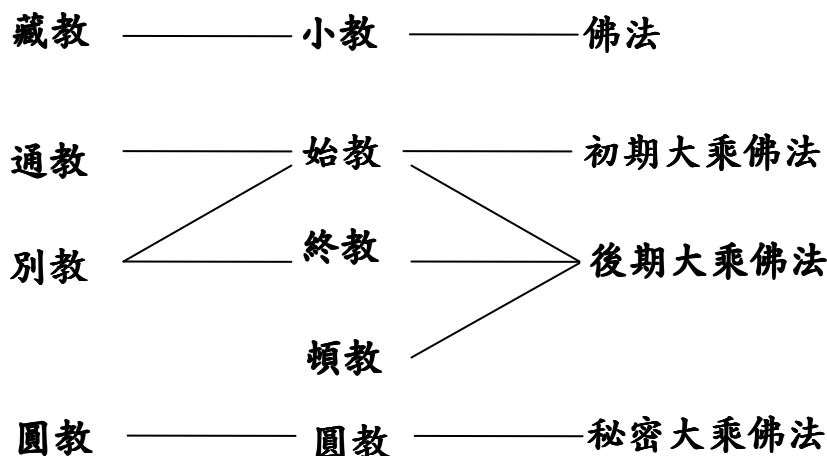 藏教 小教 佛法
通教 始教 初期大乘佛法
別教 終教 後期大乘佛法
頓教
圓教 圓教 秘密大乘佛法